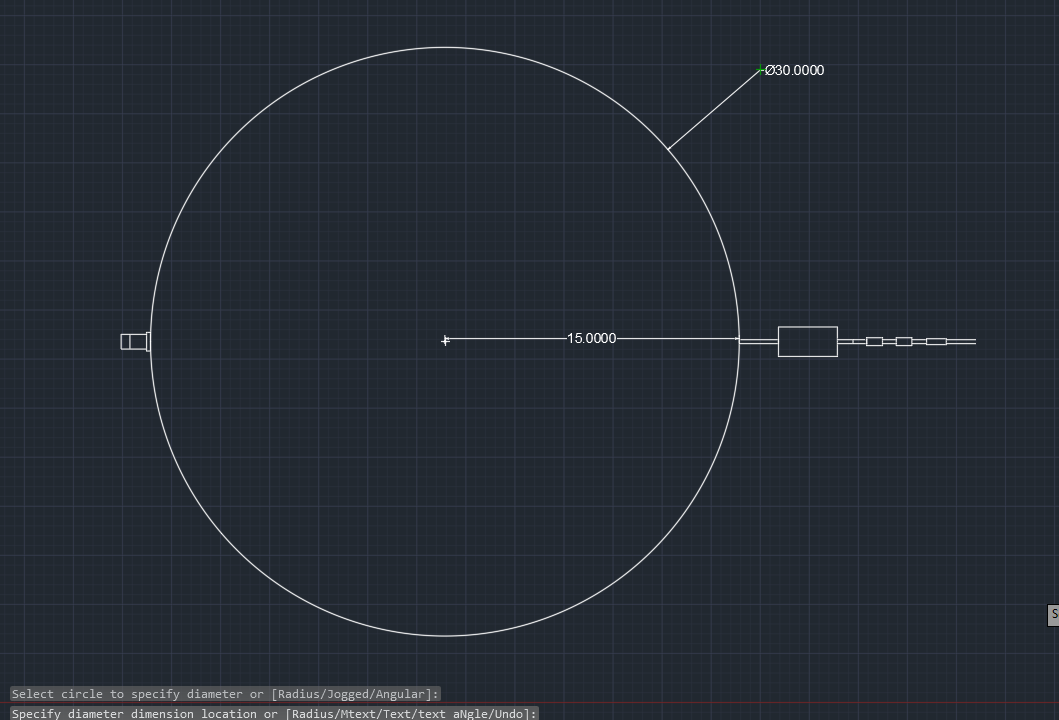 Ø30.0000
15.0000
S
Select circle to specify diameter or [Radius/Jogged/Angular]:
Specify diameter dimension location or [Radius/Mtext/Text/text aNgle/Undo]: